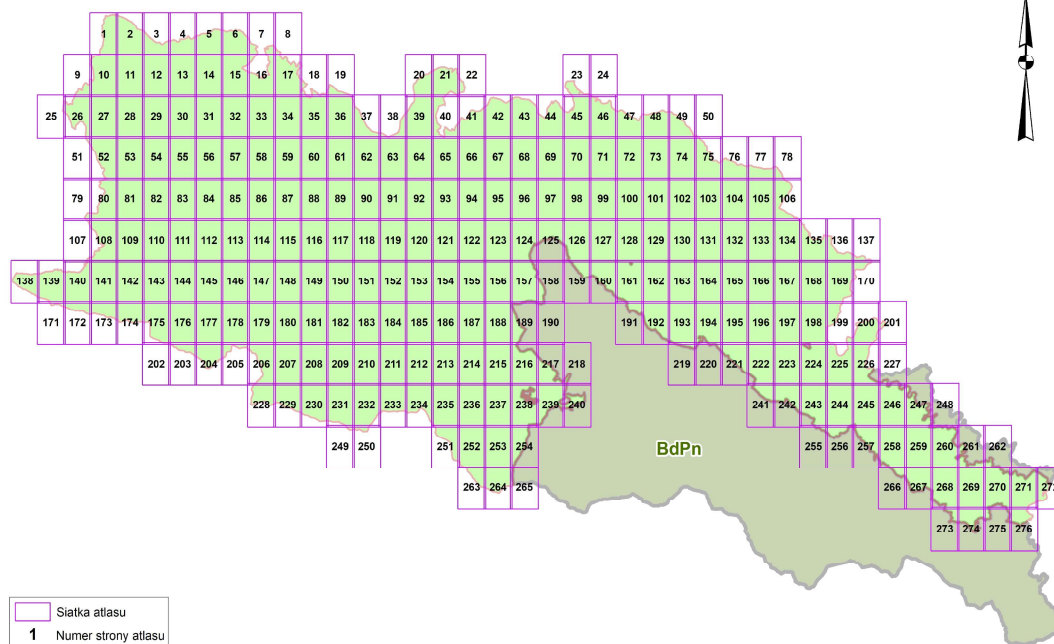 1 2 3 4 5 6 7 8
9 10 11 12 13 14 15 16 17 18 19 20 21 22 23 24
25 26 27 28 29 30 31 32 33 34 35 36 37 38 39 40 41 42 43 44 45 46 47 48 49 50
51 52 53 54 55 56 57 58 59 60 61 62 63 64 65 66 67 68 69 70 71 72 73 74 75 76 77 78
79 80 81 82 83 84 85 86 87 88 89 90 91 92 93 94 95 96 97 98 99 100 101 102 103 104 105 106
107 108 109 110 111 112 113 114 115 116 117 118 119 120 121 122 123 124 125 126 127 128 129 130 131 132 133 134 135 136 137
138 139 140 141 142 143 144 145 146 147 148 149 150 151 152 153 154 155 156 157 158 159 160 161 162 163 164 165 166 167 168 169 170
171 172 173 174 175 176 177 178 179 180 181 182 183 184 185 186 187 188 189 190 191 192 193 194 195 196 197 198 199 200 201
202 203 204 205 206 207 208 209 210 211 212 213 214 215 216 217 218 219 220 221 222 223 224 225 226 227
228 229 230 231 232 233 234 235 236 237 238 239 240 241 242 243 244 245 246 247 248
249 250 251 252 253 254 BdPn 255 256 257 258 259 260 261 262
263 264 265 266 267 268 269 270 271 272
273 274 275 276
Siatka atlasu
1 Numer strony atlasu